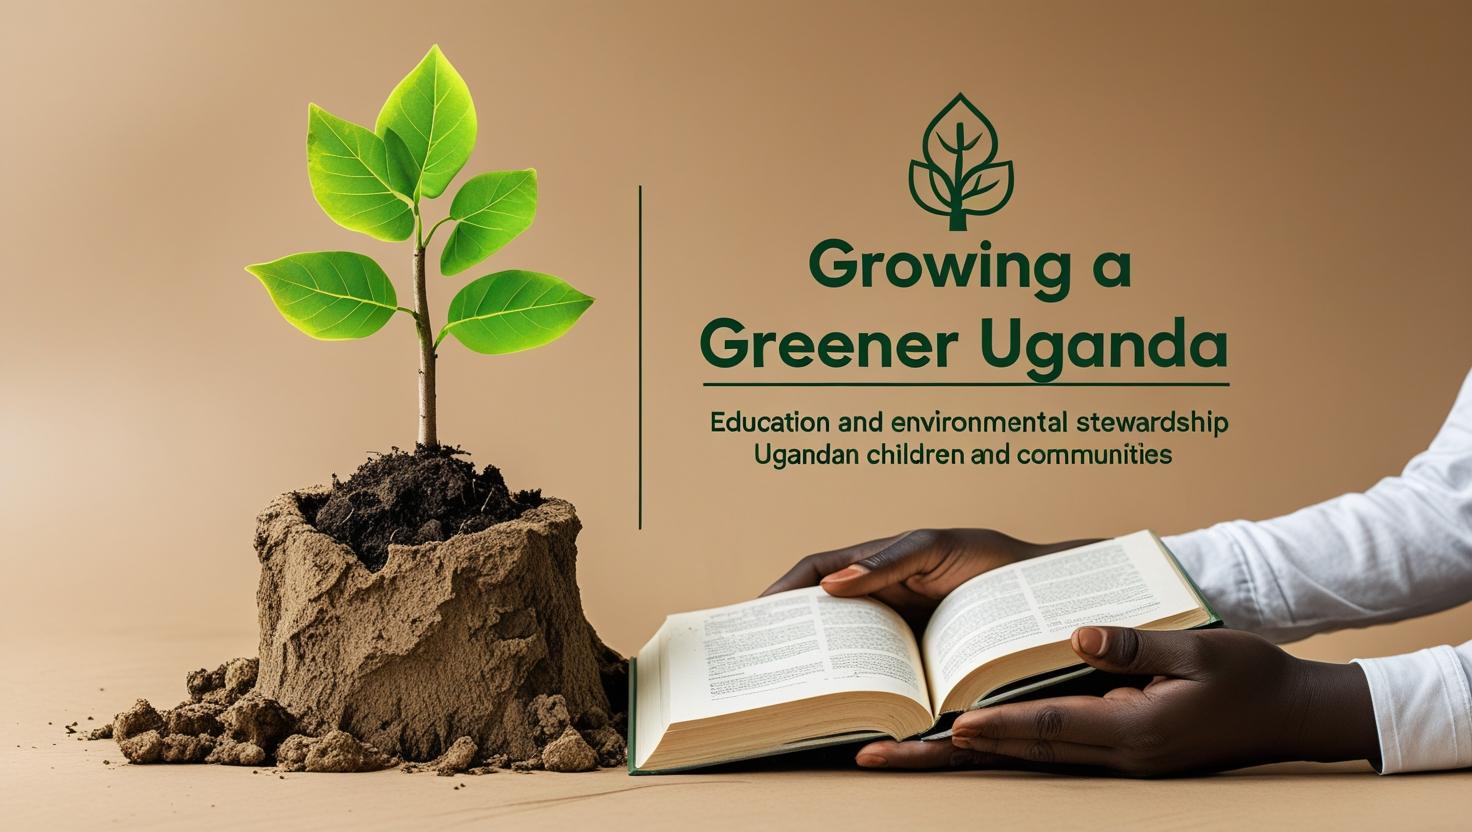 Growing a
Greener Uganda
Education and environmental stewardship
Ugandan children and communities